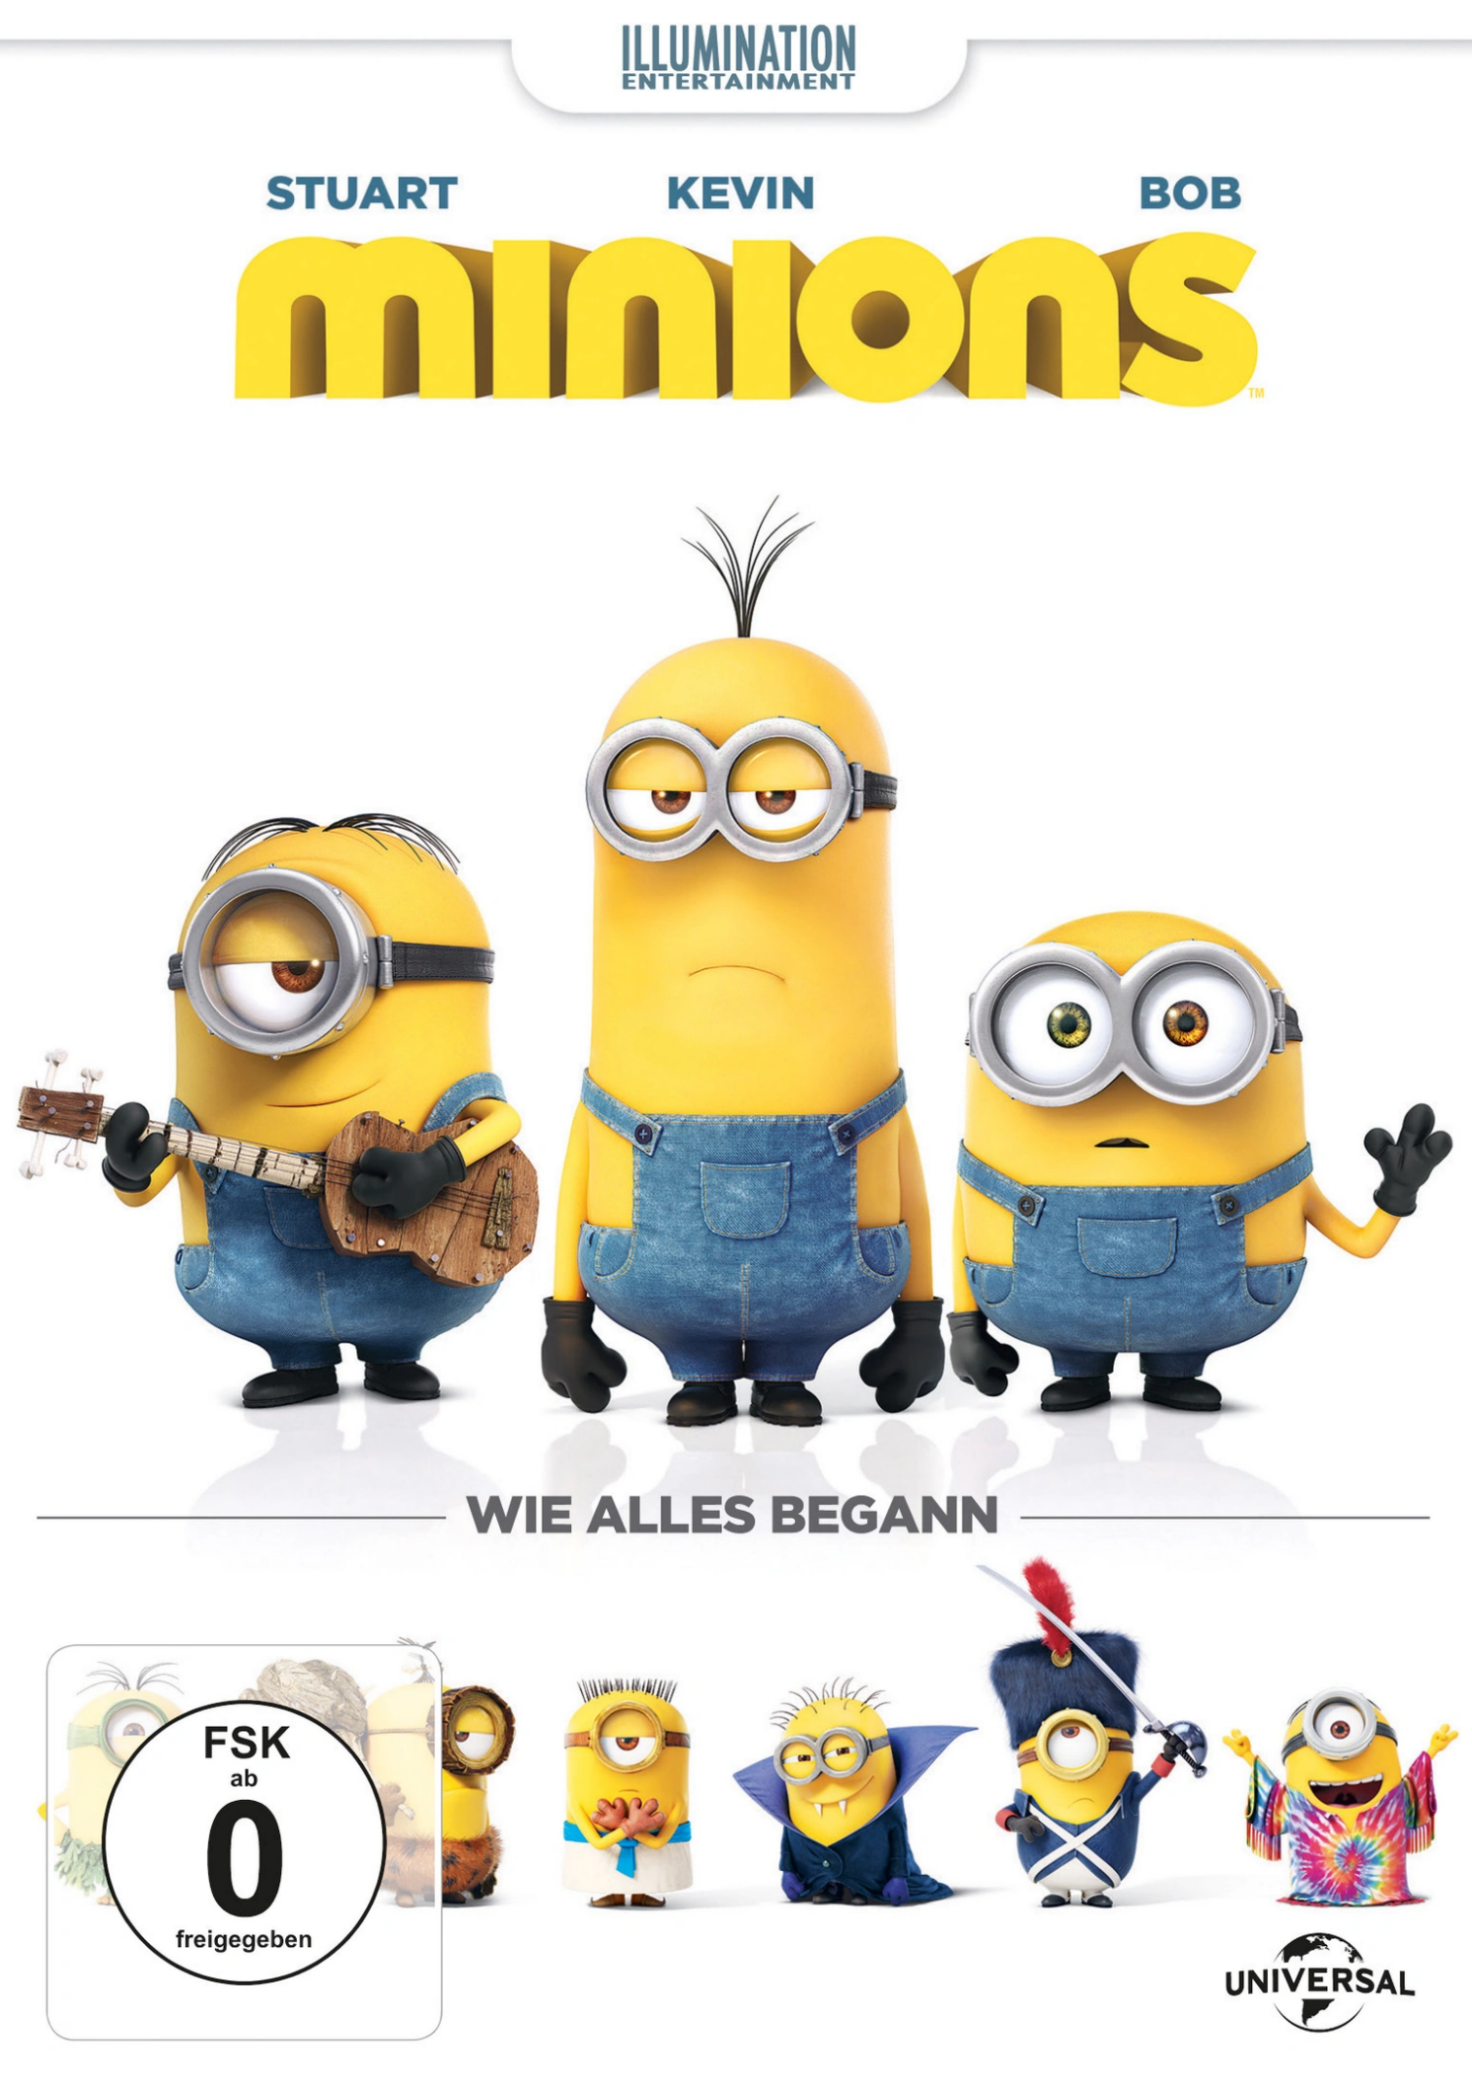 ILLUMINATION
ENTERTAINMENT
STUART KEVIN BOB
minions
TM
WIE ALLES BEGANN
FSK
ab
0
freigegeben
UNIVERSAL